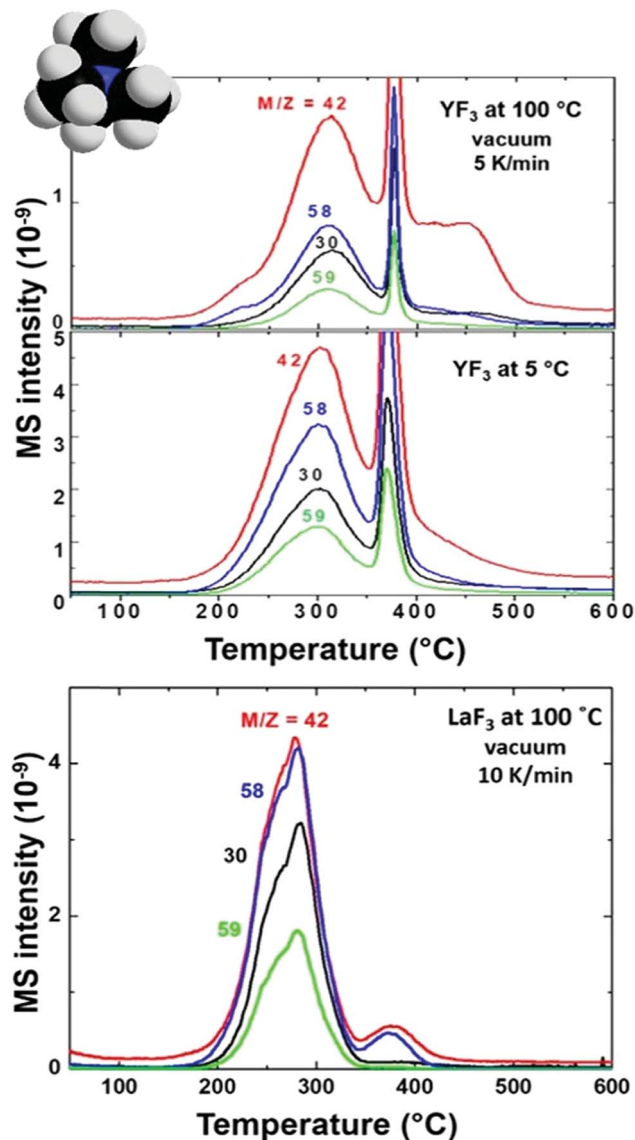 M/Z = 42
YF3 at 100 °C
vacuum
5 K/min
58
30
59
1
0
MS intensity (10-9)
5
4
3
2
1
0
42
YF3 at 5 °C
58
30
59
100 200 300 400 500 600
Temperature (°C)
M/Z = 42
LaF3 at 100 °C
vacuum
10 K/min
58
30
59
4
2
0
MS intensity (10-9)
100 200 300 400 500 600
Temperature (°C)